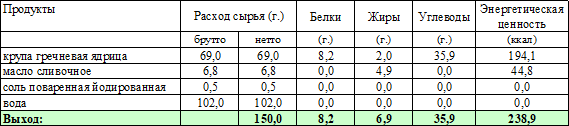 Продукты Расход сырья (г.) Белки Жиры Углеводы Энергетическая ценность
брутто нетто (г.) (г.) (г.) (ккал)
крупа гречневая ядрица 69,0 69,0 8,2 2,0 35,9 194,1
масло сливочное 6,8 6,8 0,0 4,9 0,0 44,8
соль поваренная йодированная 0,5 0,5 0,0 0,0 0,0 0,0
вода 102,0 102,0 0,0 0,0 0,0 0,0
Выход: 150,0 8,2 6,9 35,9 238,9